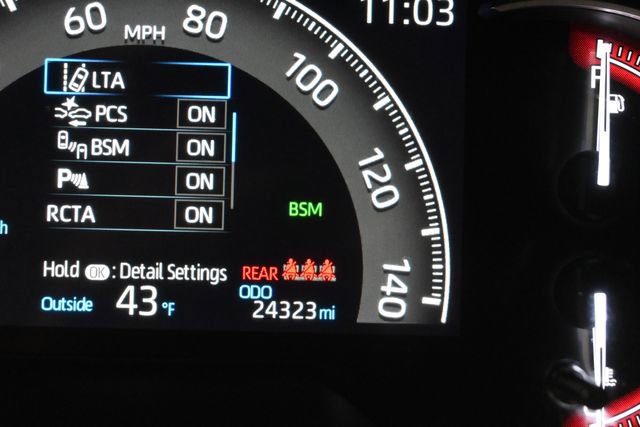 11:03
60
80
MPH
100
120
140
LTA
PCS ON
BSM ON
P ON
RCTA ON
BSM
Hold OK : Detail Settings
REAR
Outside 43 °F
ODO
24323 mi
F